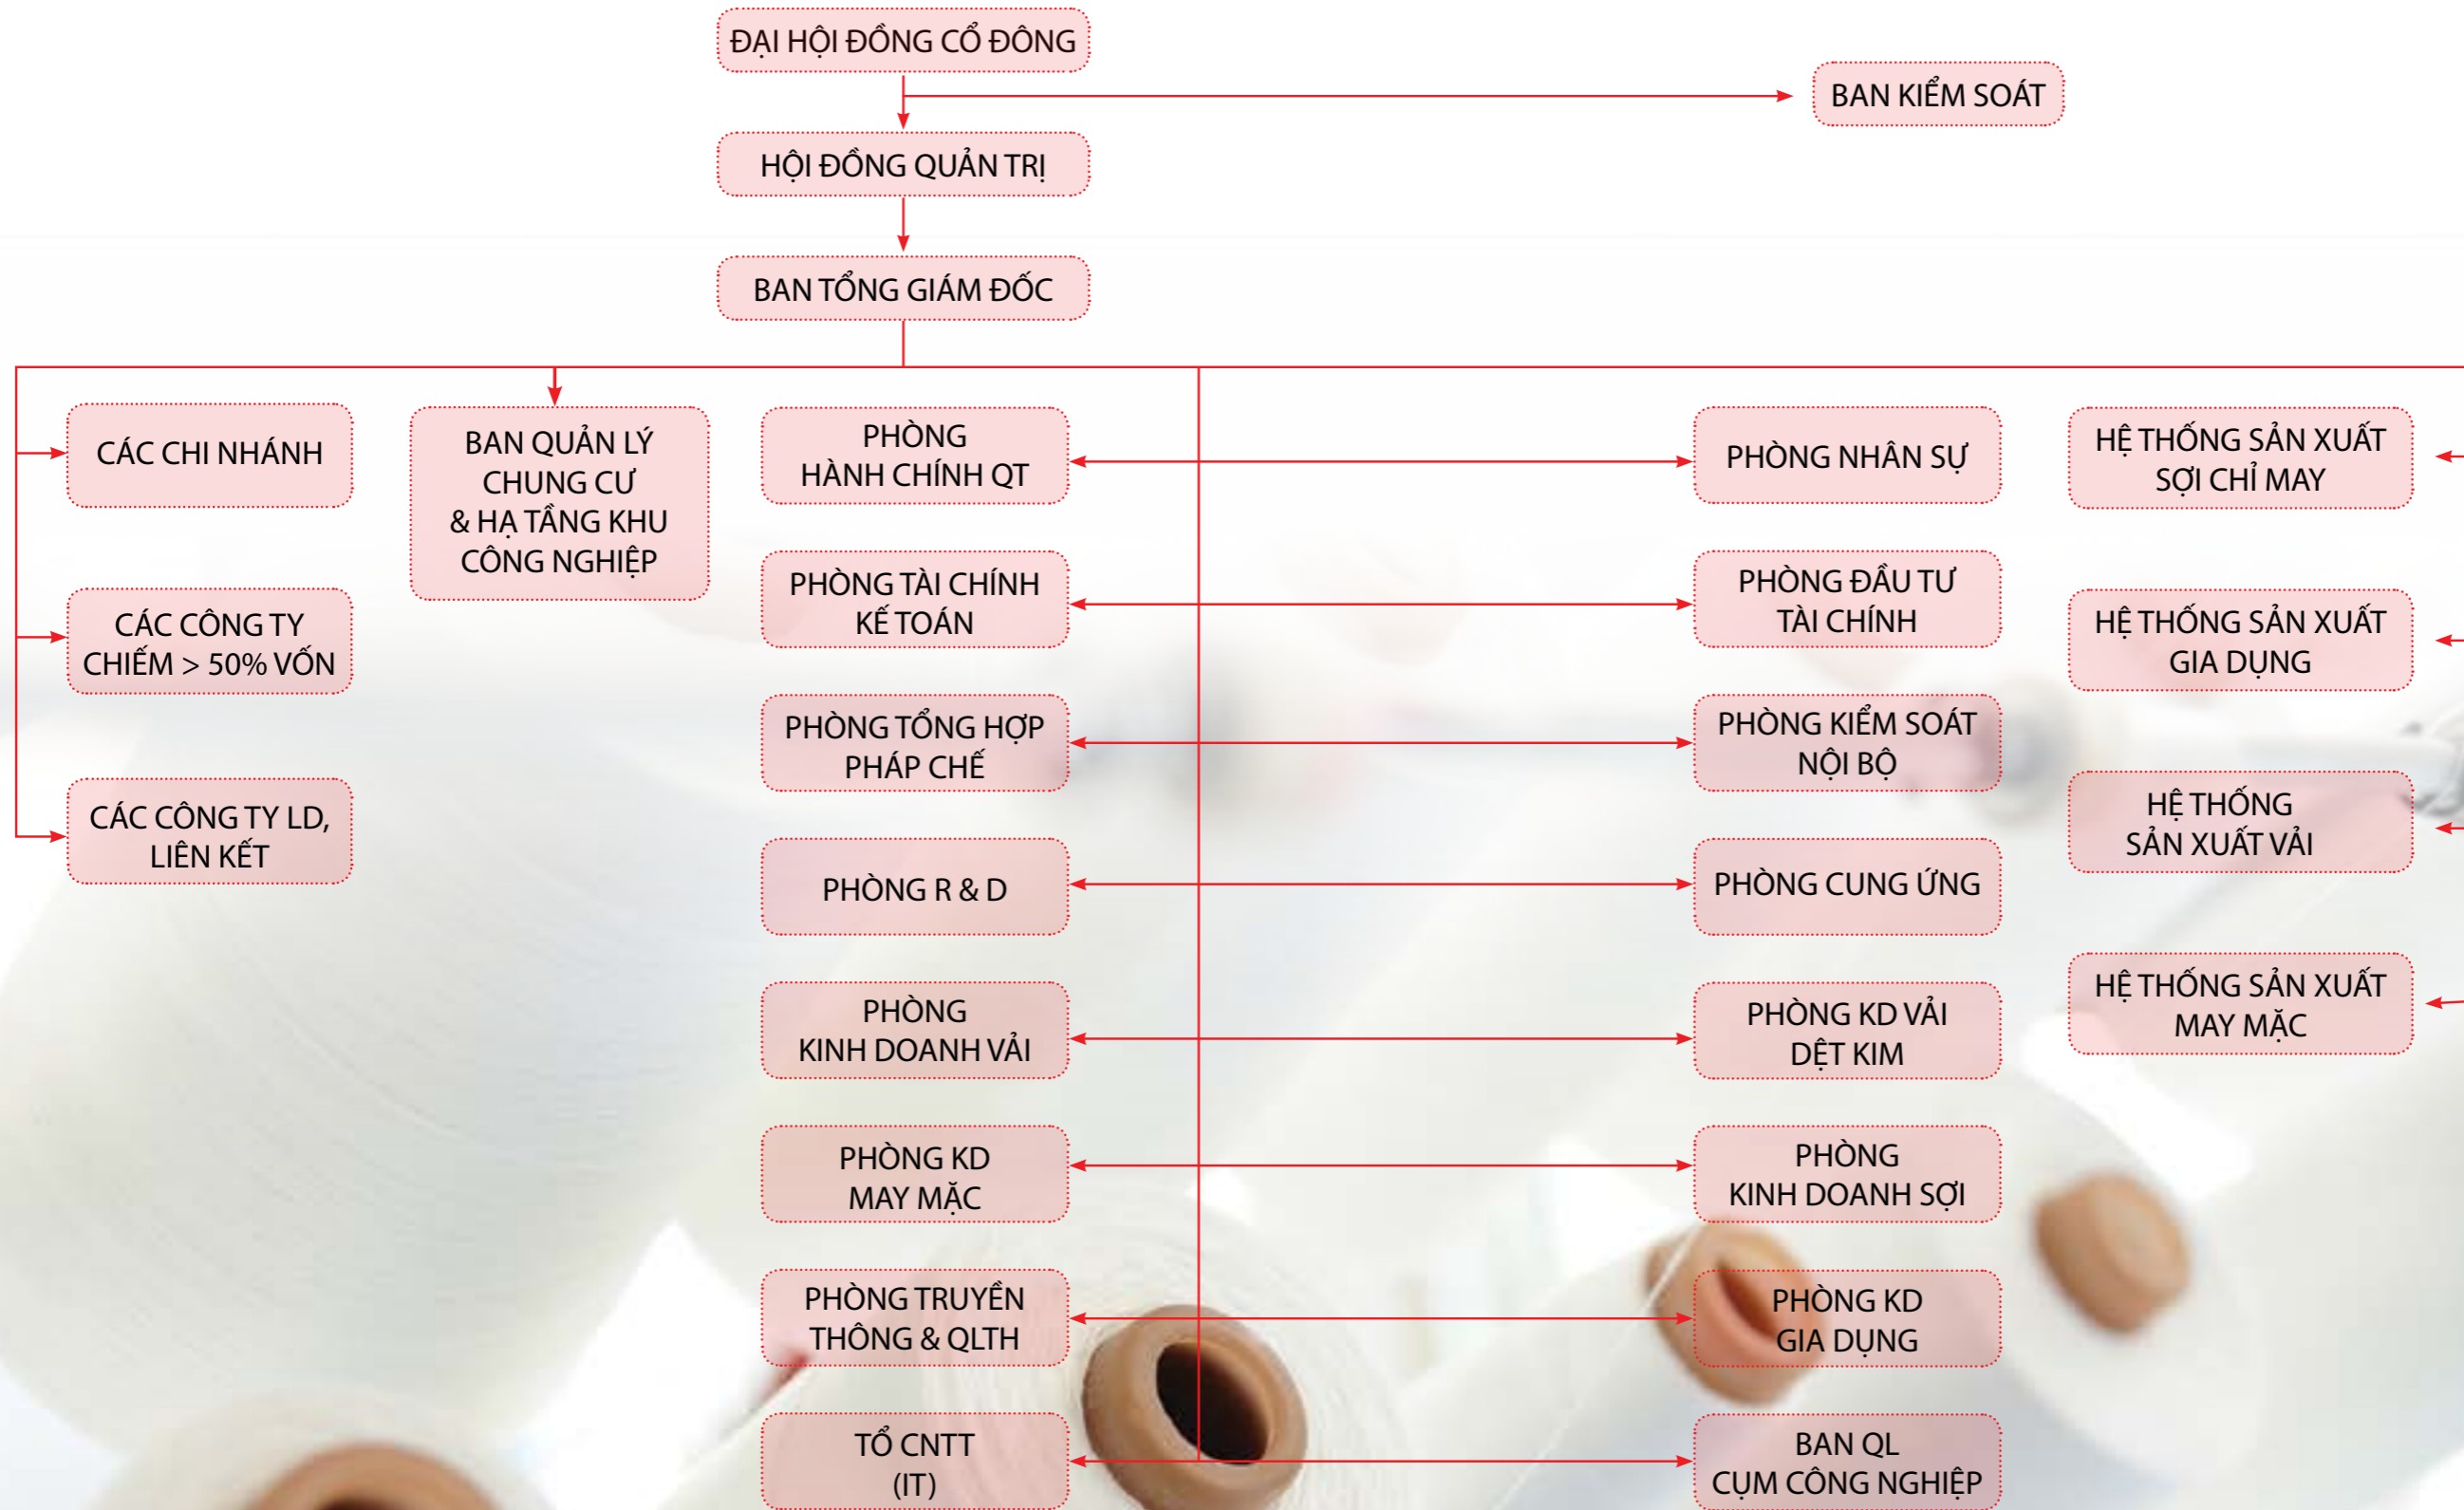 ĐẠI HỘI ĐỒNG CỔ ĐÔNG
BAN KIỂM SOÁT
HỘI ĐỒNG QUẢN TRỊ
BAN TỔNG GIÁM ĐỐC
CÁC CHI NHÁNH
CÁC CÔNG TY
CHIẾM > 50% VỐN
CÁC CÔNG TY LD,
LIÊN KẾT
BAN QUẢN LÝ
CHUNG CƯ
& HẠ TẦNG KHU
CÔNG NGHIỆP
PHÒNG
HÀNH CHÍNH QT
PHÒNG TÀI CHÍNH
KẾ TOÁN
PHÒNG TỔNG HỢP
PHÁP CHẾ
PHÒNG R & D
PHÒNG
KINH DOANH VẢI
PHÒNG KD
MAY MẶC
PHÒNG TRUYỀN
THÔNG & QLTH
TỔ CNTT
(IT)
PHÒNG NHÂN SỰ
PHÒNG ĐẦU TƯ
TÀI CHÍNH
PHÒNG KIỂM SOÁT
NỘI BỘ
PHÒNG CUNG ỨNG
PHÒNG KD VẢI
DỆT KIM
PHÒNG
KINH DOANH SỢI
PHÒNG KD
GIA DỤNG
BAN QL
CỤM CÔNG NGHIỆP
HỆ THỐNG SẢN XUẤT
SỢI CHỈ MAY
HỆ THỐNG SẢN XUẤT
GIA DỤNG
HỆ THỐNG
SẢN XUẤT VẢI
HỆ THỐNG SẢN XUẤT
MAY MẶC